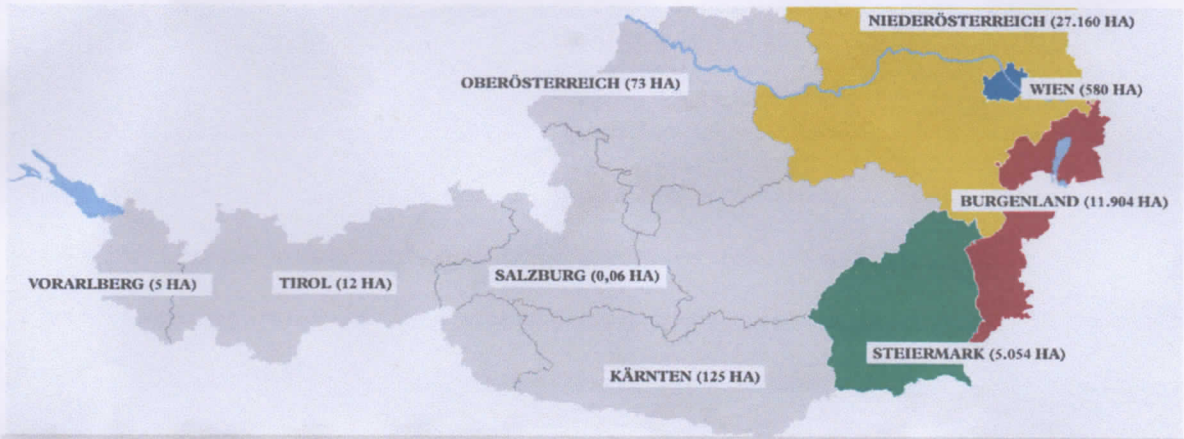 NIEDERÖSTERREICH (27.160 HA)
OBERÖSTERREICH (73 HA)
WIEN (580 HA)
BURGENLAND (11.904 HA)
VORARLBERG (5 HA)
TIROL (12 HA)
SALZBURG (0,06 HA)
STEIERMARK (5.054 HA)
KÄRNTEN (125 HA)